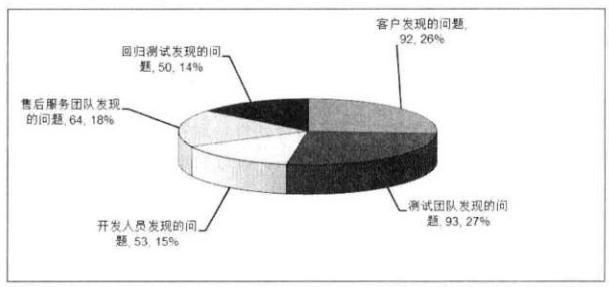 客户发现的问题,
92, 26%
回归测试发现的问
题, 50, 14%
售后服务团队发现
的问题, 64, 18%
开发人员发现的问
题, 53, 15%
测试团队发现的问
题, 93, 27%